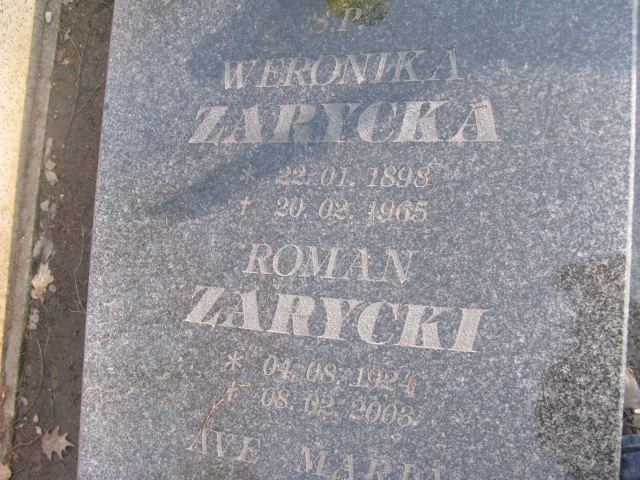 Ś.P.
WERONIKA
ZARYCKA
* 22.01.1898
† 20.02.1965
ROMAN
ZARYCKI
* 04.08.1924
† 08.02.2003
AVE MARIA